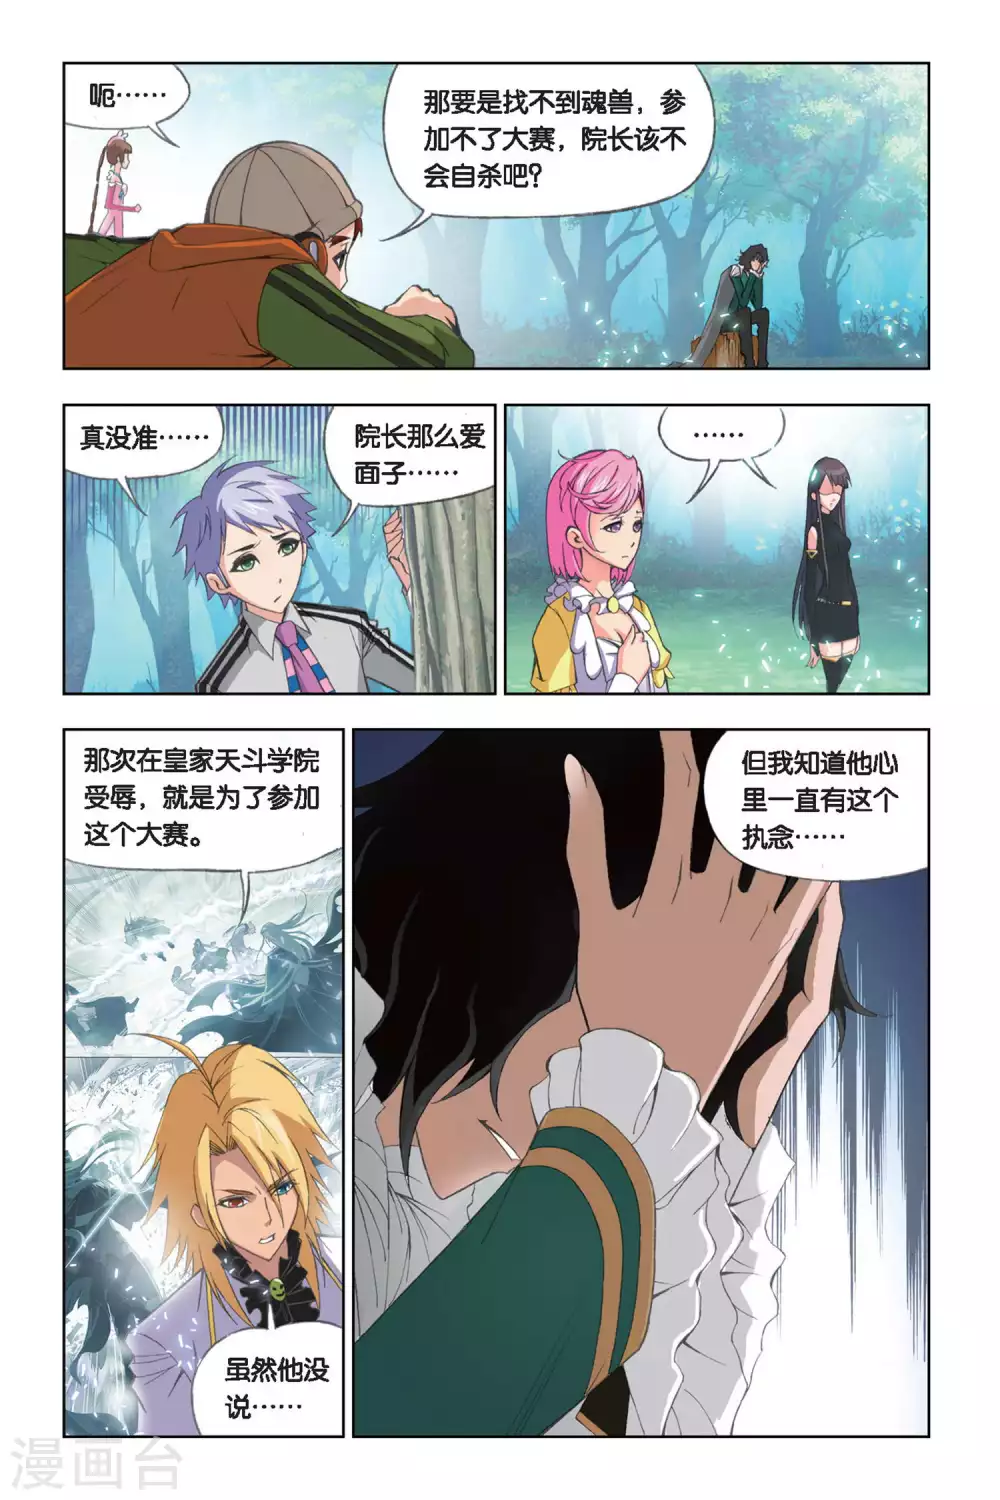 呃……
那要是找不到魂兽，参
加不了大赛，院长该不
会自杀吧？
真没准……
院长那么爱
面子……
……
那次在皇家天斗学院
受辱，就是为了参加
这个大赛。
虽然他没
说……
但我知道他心
里一直有这个
执念……
漫画台